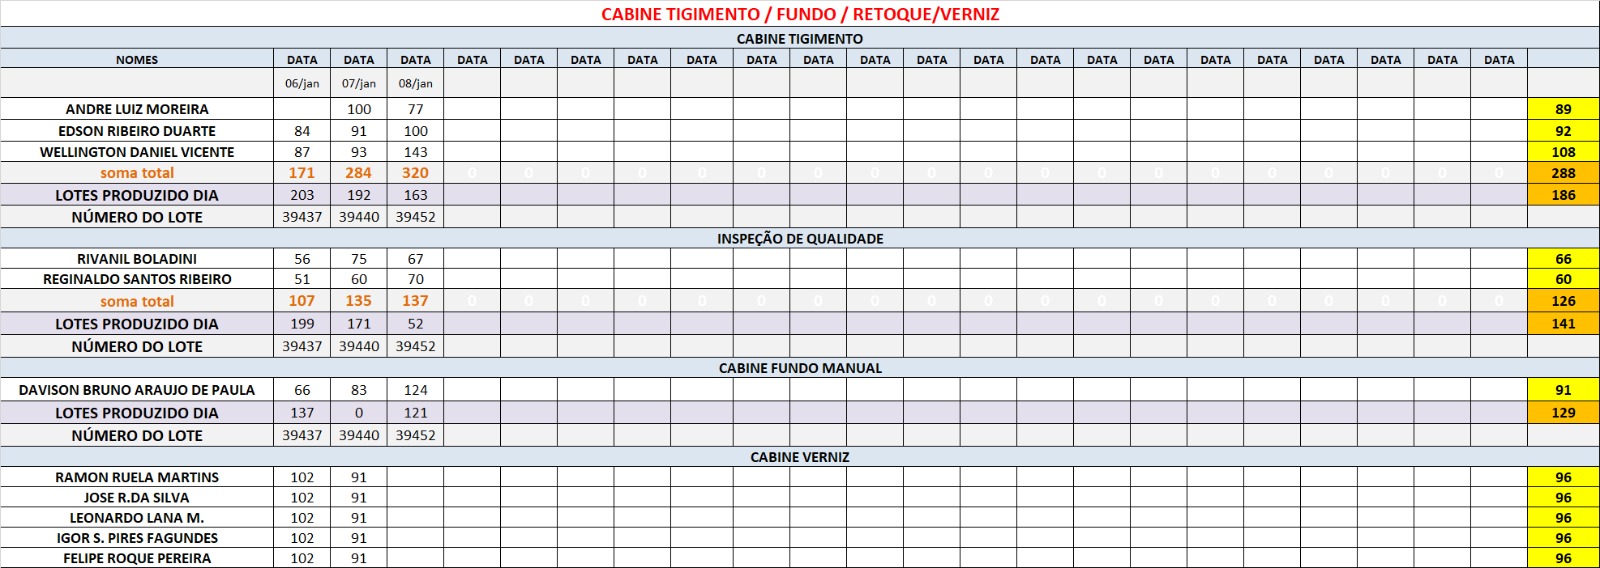 CABINE TIGIMENTO / FUNDO / RETOQUE/VERNIZ
CABINE TIGIMENTO
NOMES DATA DATA DATA DATA DATA DATA DATA DATA DATA DATA DATA DATA DATA DATA DATA DATA DATA DATA DATA DATA DATA DATA
06/jan 07/jan 08/jan
ANDRE LUIZ MOREIRA 100 77 89
EDSON RIBEIRO DUARTE 84 91 100 92
WELLINGTON DANIEL VICENTE 87 93 143 108
soma total 171 284 320 0 0 0 0 0 0 0 0 0 0 0 0 0 0 0 0 0 0 0 288
LOTES PRODUZIDO DIA 203 192 163 186
NÚMERO DO LOTE 39437 39440 39452
INSPEÇÃO DE QUALIDADE
RIVANIL BOLADINI 56 75 67 66
REGINALDO SANTOS RIBEIRO 51 60 70 60
soma total 107 135 137 0 0 0 0 0 0 0 0 0 0 0 0 0 0 0 0 0 0 0 126
LOTES PRODUZIDO DIA 199 171 52 141
NÚMERO DO LOTE 39437 39440 39452
CABINE FUNDO MANUAL
DAVISON BRUNO ARAUJO DE PAULA 66 83 124 91
LOTES PRODUZIDO DIA 137 0 121 129
NÚMERO DO LOTE 39437 39440 39452
CABINE VERNIZ
RAMON RUELA MARTINS 102 91 96
JOSE R.DA SILVA 102 91 96
LEONARDO LANA M. 102 91 96
IGOR S. PIRES FAGUNDES 102 91 96
FELIPE ROQUE PEREIRA 102 91 96